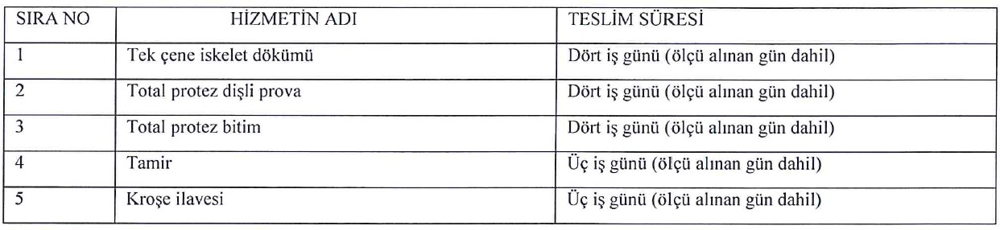 SIRA NO HİZMETİN ADI TESLİM SÜRESİ
1 Tek çene iskelet dökümü Dört iş günü (ölçü alınan gün dahil)
2 Total protez dişli prova Dört iş günü (ölçü alınan gün dahil)
3 Total protez bitim Dört iş günü (ölçü alınan gün dahil)
4 Tamir Üç iş günü (ölçü alınan gün dahil)
5 Kroşe ilavesi Üç iş günü (ölçü alınan gün dahil)